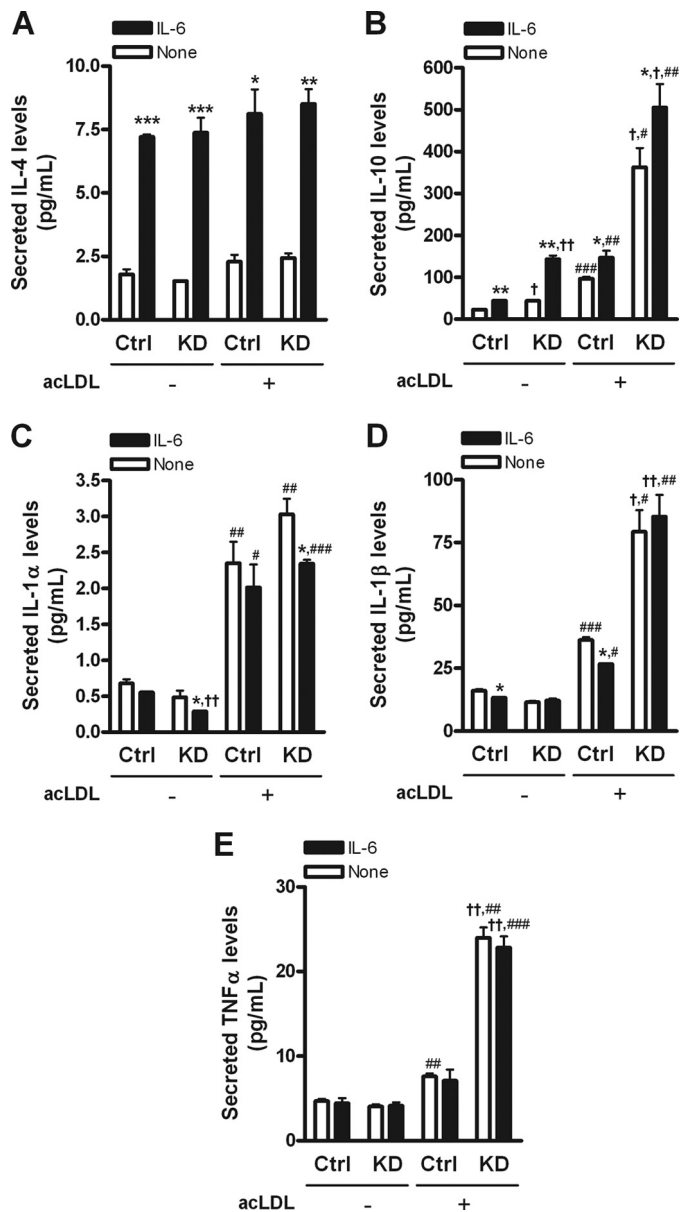 A
IL-6
None
Secreted IL-4 levels
(pg/mL)
10.0
7.5
5.0
2.5
0.0
***
***
*
**
Ctrl KD Ctrl KD
acLDL - +
B
IL-6
None
Secreted IL-10 levels
(pg/mL)
600
500
400
300
200
100
0
**
†
**,††
###
*,##
†,#
*,†,##
Ctrl KD Ctrl KD
acLDL - +
C
IL-6
None
Secreted IL-1α levels
(pg/mL)
3.5
3.0
2.5
2.0
1.5
1.0
0.5
0.0
*,††
##
#
##
*,###
Ctrl KD Ctrl KD
acLDL - +
D
IL-6
None
Secreted IL-1β levels
(pg/mL)
100
75
50
25
0
*
###
*,#
†,#
††,##
Ctrl KD Ctrl KD
acLDL - +
E
IL-6
None
Secreted TNFα levels
(pg/mL)
30
20
10
0
##
††,##
††,###
Ctrl KD Ctrl KD
acLDL - +